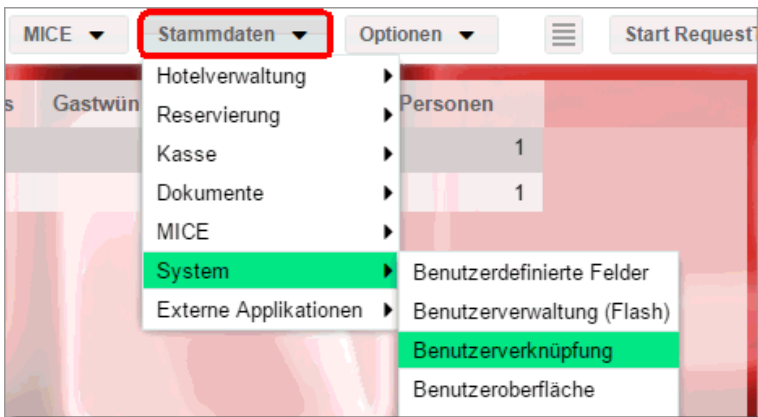 MICE Stammdaten Optionen Start Request
s Gastwün Personen
Hotelverwaltung
Reservierung
Kasse 1
Dokumente 1
MICE
System
Externe Applikationen
Benutzerdefinierte Felder
Benutzerverwaltung (Flash)
Benutzerverknüpfung
Benutzeroberfläche